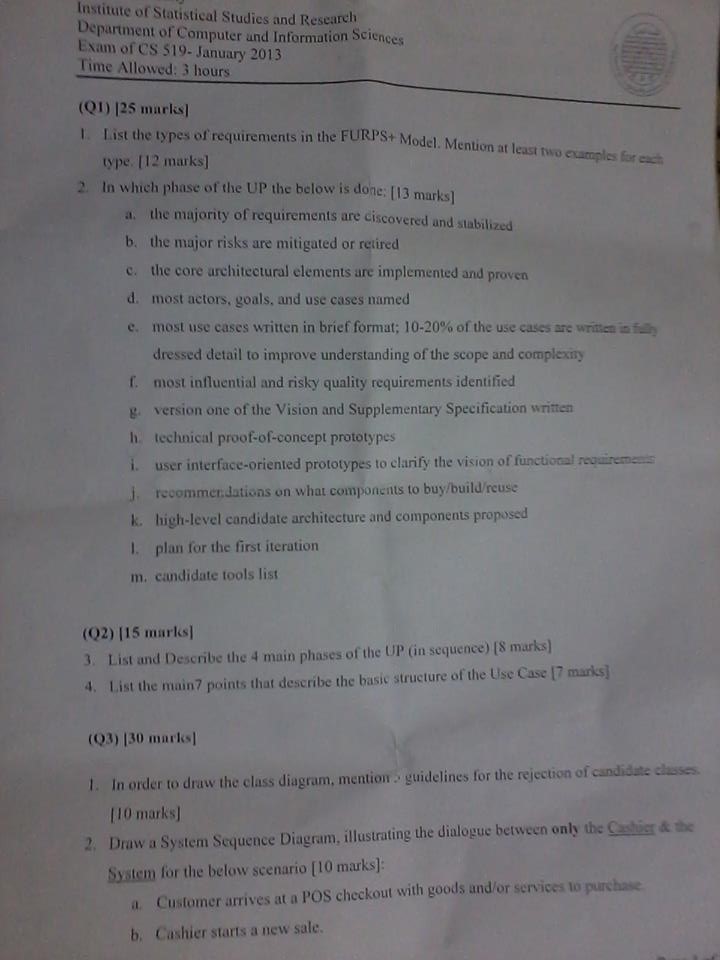 Institute of Statistical Studies and Research
Department of Computer and Information Sciences
Exam of CS 519- January 2013
Time Allowed: 3 hours
(Q1) [25 marks]
1. List the types of requirements in the FURPS+ Model. Mention at least two examples for each
type. [12 marks]
2. In which phase of the UP the below is done: [13 marks]
a. the majority of requirements are discovered and stabilized
b. the major risks are mitigated or retired
c. the core architectural elements are implemented and proven
d. most actors, goals, and use cases named
e. most use cases written in brief format; 10-20% of the use cases are written in fully
dressed detail to improve understanding of the scope and complexity
f. most influential and risky quality requirements identified
g. version one of the Vision and Supplementary Specification written
h. technical proof-of-concept prototypes
i. user interface-oriented prototypes to clarify the vision of functional requirements
j. recommendations on what components to buy/build/reuse
k. high-level candidate architecture and components proposed
l. plan for the first iteration
m. candidate tools list
(Q2) [15 marks]
3. List and Describe the 4 main phases of the UP (in sequence) [8 marks]
4. List the main7 points that describe the basic structure of the Use Case [7 marks]
(Q3) [30 marks]
1. In order to draw the class diagram, mention guidelines for the rejection of candidate classes.
[10 marks]
2. Draw a System Sequence Diagram, illustrating the dialogue between only the Cashier & the
System for the below scenario [10 marks]:
a. Customer arrives at a POS checkout with goods and/or services to purchase.
b. Cashier starts a new sale.